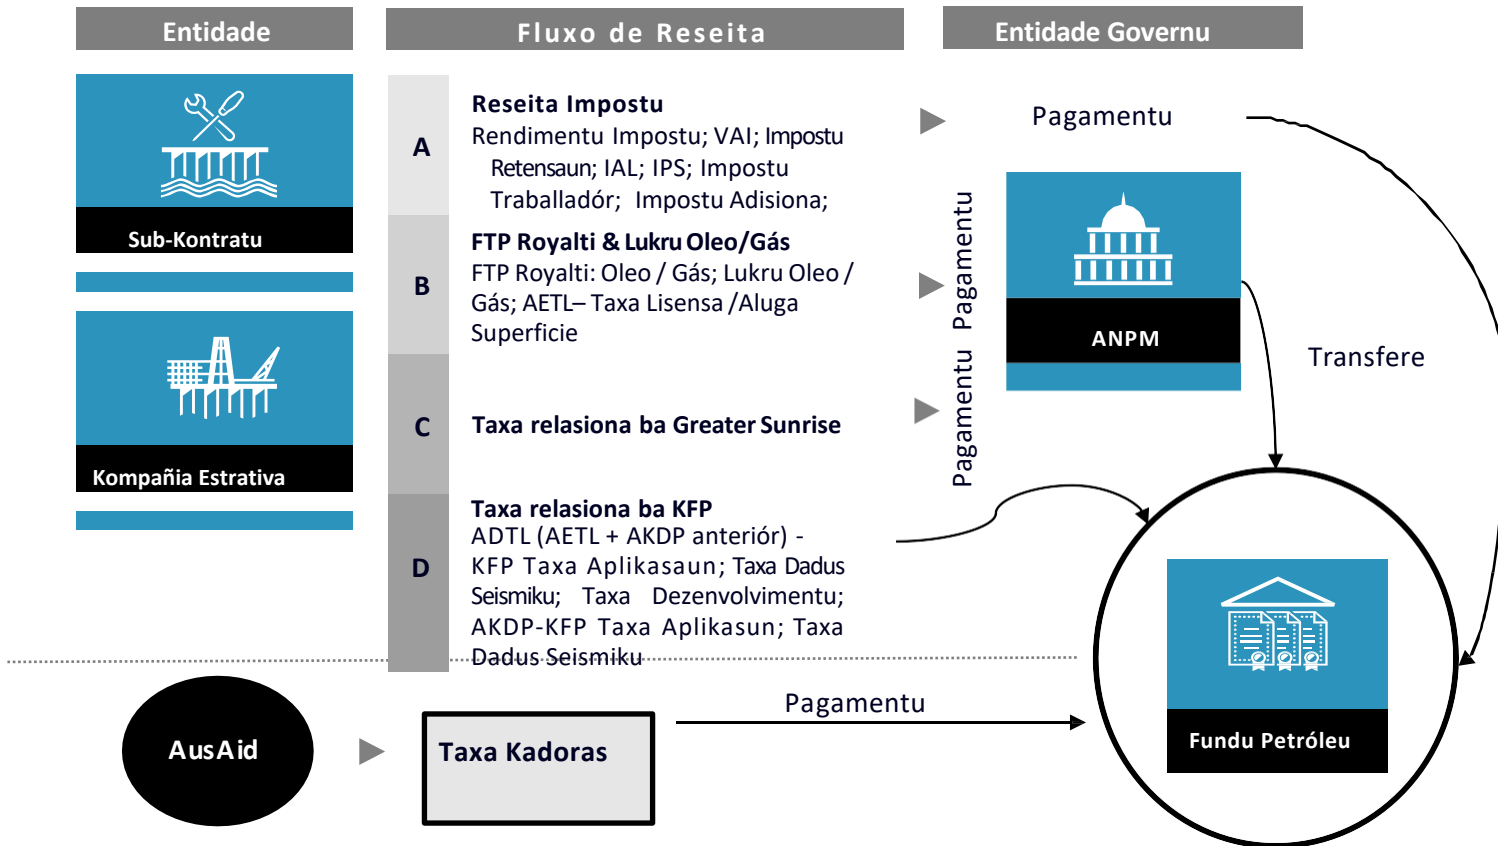 Entidade
Fluxo de Reseita
Entidade Governu
Sub-Kontratu
Kompañia Estrativa
A
Reseita Impostu
Rendimentu Impostu; VAI; Impostu
Retensaun; IAL; IPS; Impostu
Traballadór; Impostu Adisiona;
B
FTP Royalti & Lukru Oleo/Gás
FTP Royalti: Oleo / Gás; Lukru Oleo /
Gás; AETL– Taxa Lisensa /Aluga
Superficie
C
Taxa relasiona ba Greater Sunrise
D
Taxa relasiona ba KFP
ADTL (AETL + AKDP anteriór) -
KFP Taxa Aplikasaun; Taxa Dadus
Seismiku; Taxa Dezenvolvimentu;
AKDP-KFP Taxa Aplikasun; Taxa
Dadus Seismiku
Pagamentu
Pagamentu
Pagamentu
ANPM
Transfere
Fundu Petróleu
AusAid
Taxa Kadoras
Pagamentu